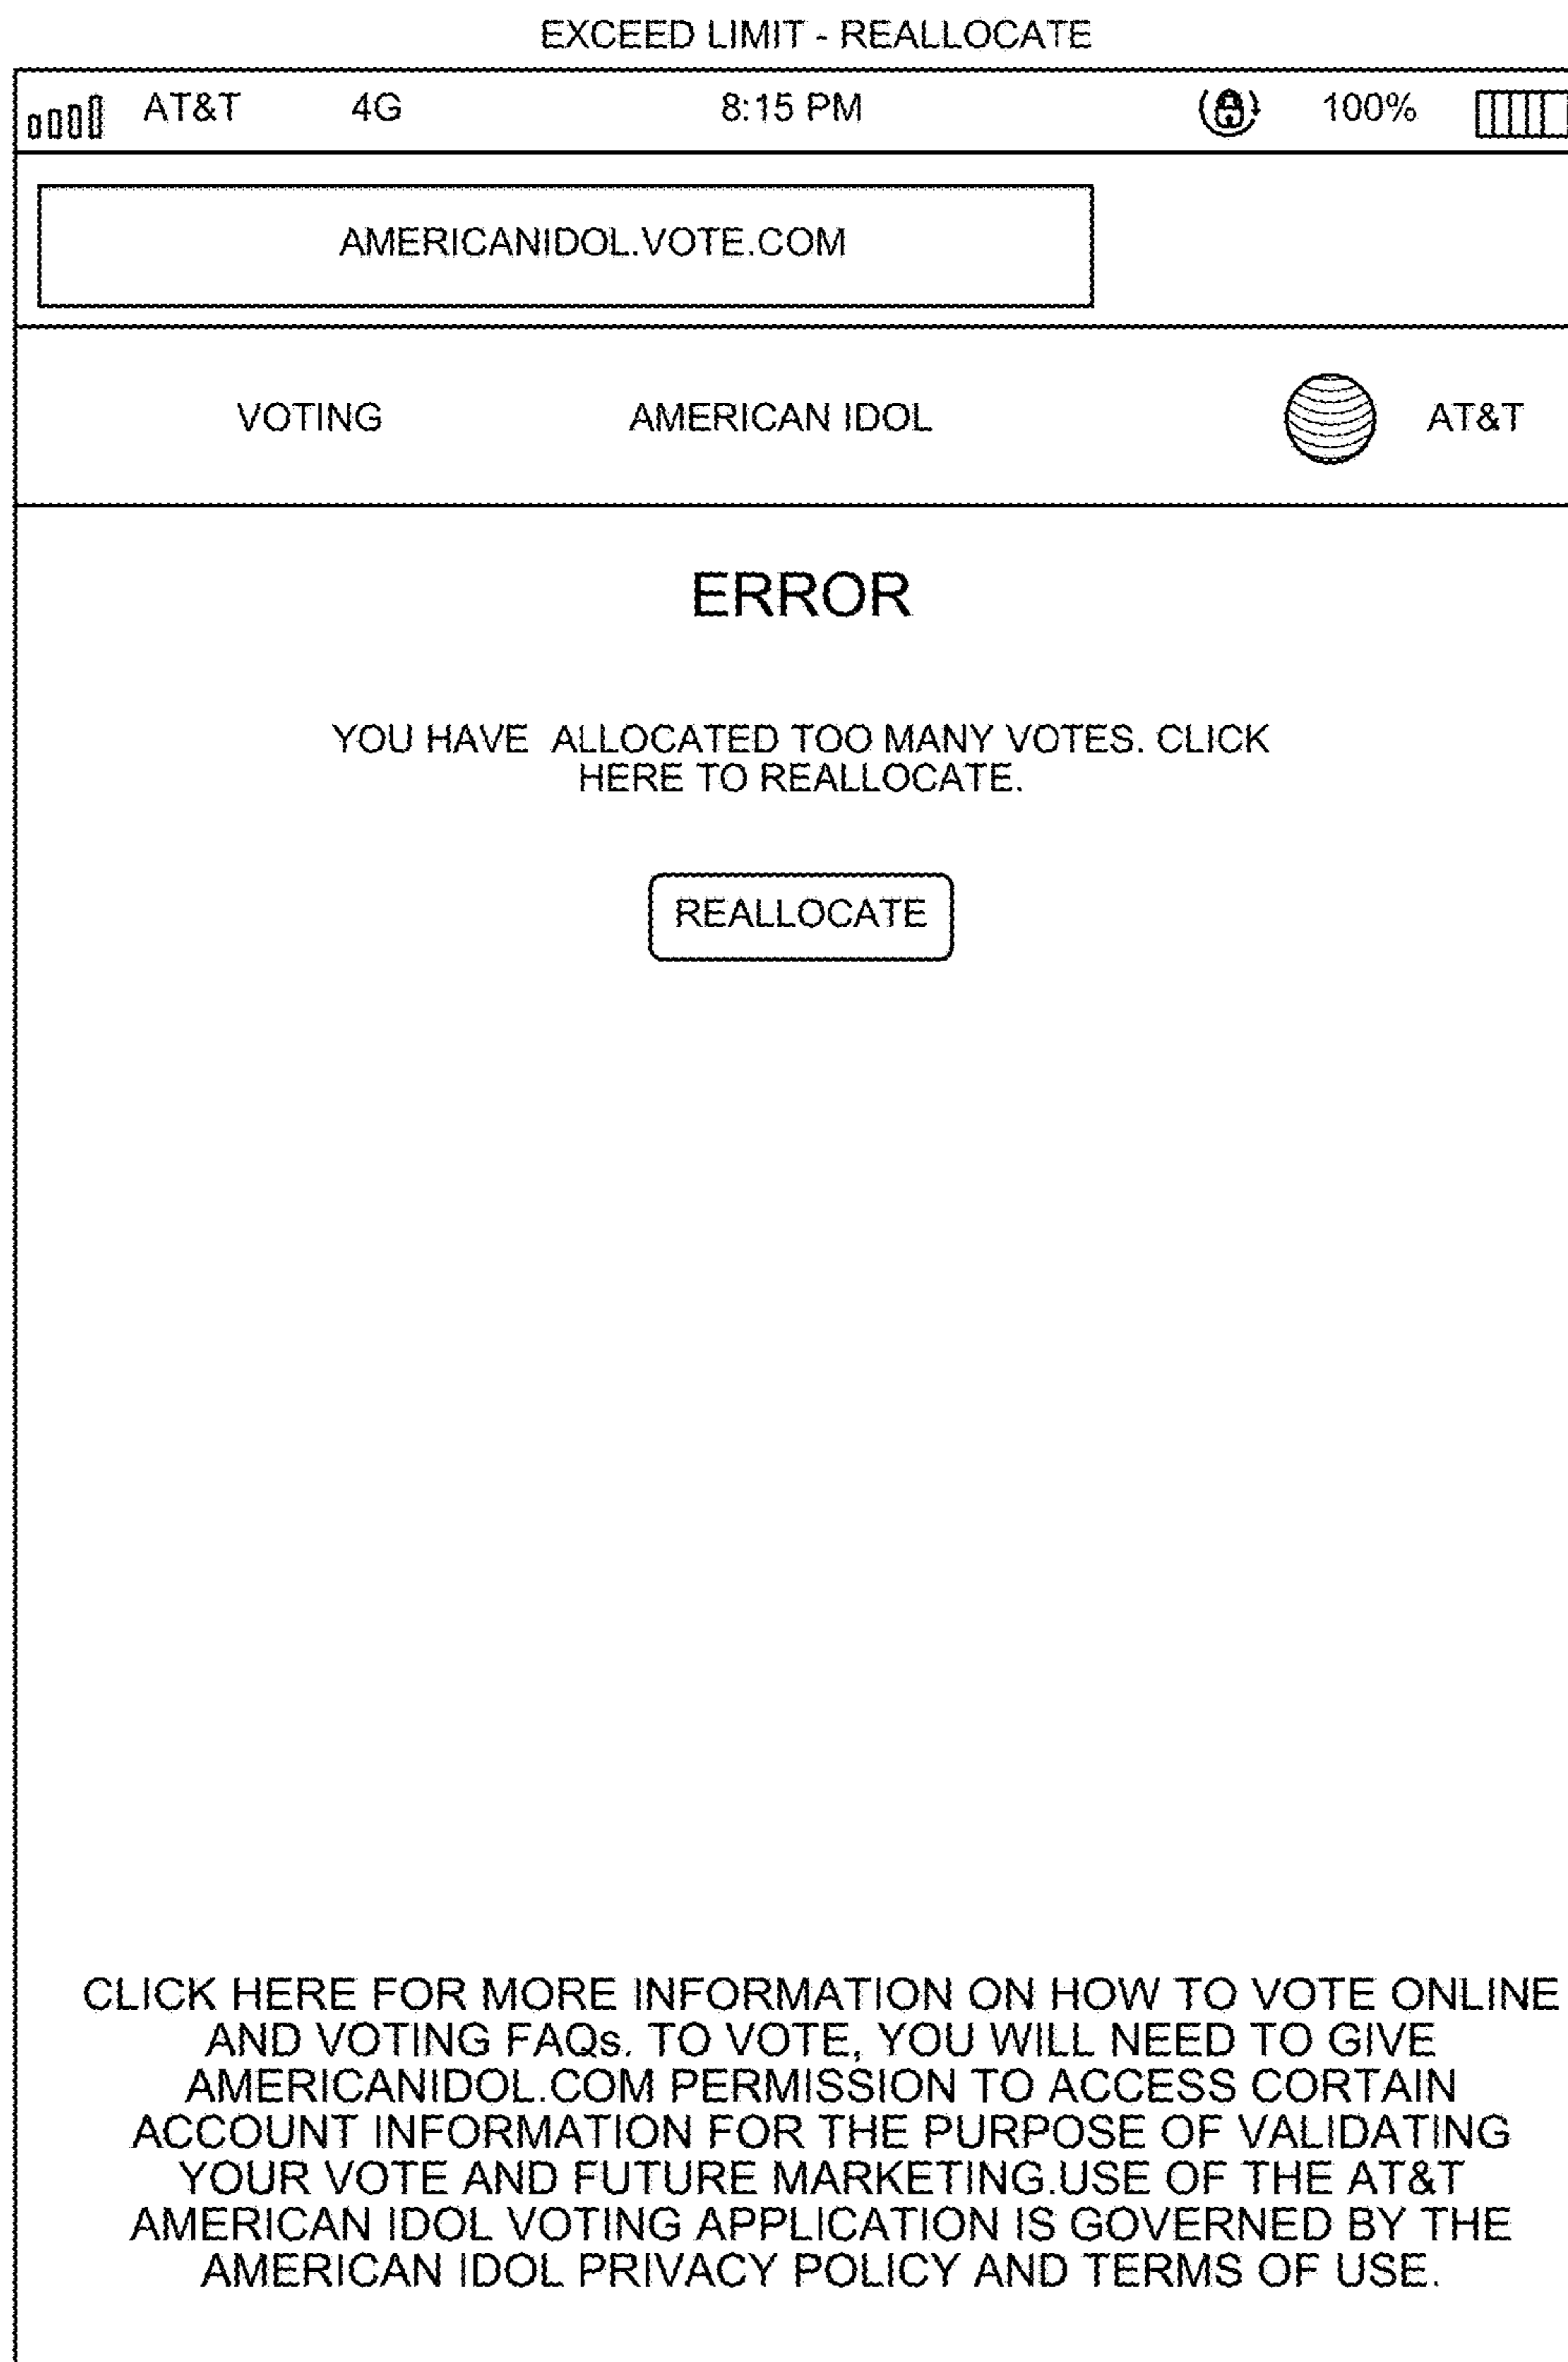 EXCEED LIMIT - REALLOCATE
AT&T 4G 8:15 PM 100%
AMERICANIDOL.VOTE.COM
VOTING AMERICAN IDOL AT&T
ERROR
YOU HAVE ALLOCATED TOO MANY VOTES. CLICK
HERE TO REALLOCATE.
REALLOCATE
CLICK HERE FOR MORE INFORMATION ON HOW TO VOTE ONLINE
AND VOTING FAQs. TO VOTE, YOU WILL NEED TO GIVE
AMERICANIDOL.COM PERMISSION TO ACCESS CORTAIN
ACCOUNT INFORMATION FOR THE PURPOSE OF VALIDATING
YOUR VOTE AND FUTURE MARKETING.USE OF THE AT&T
AMERICAN IDOL VOTING APPLICATION IS GOVERNED BY THE
AMERICAN IDOL PRIVACY POLICY AND TERMS OF USE.